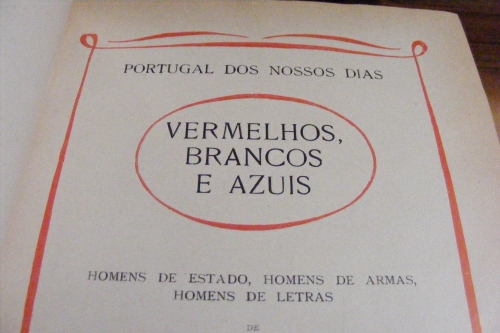 PORTUGAL DOS NOSSOS DIAS
VERMELHOS,
BRANCOS
E AZUIS
HOMENS DE ESTADO, HOMENS DE ARMAS,
HOMENS DE LETRAS
DE